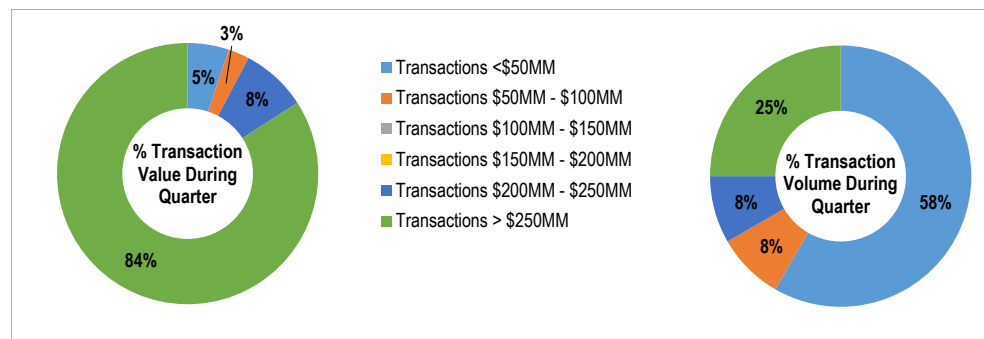 3%
5%
8%
84%
% Transaction
Value During
Quarter
Transactions <$50MM
Transactions $50MM - $100MM
Transactions $100MM - $150MM
Transactions $150MM - $200MM
Transactions $200MM - $250MM
Transactions > $250MM
25%
8%
8%
58%
% Transaction
Volume During
Quarter